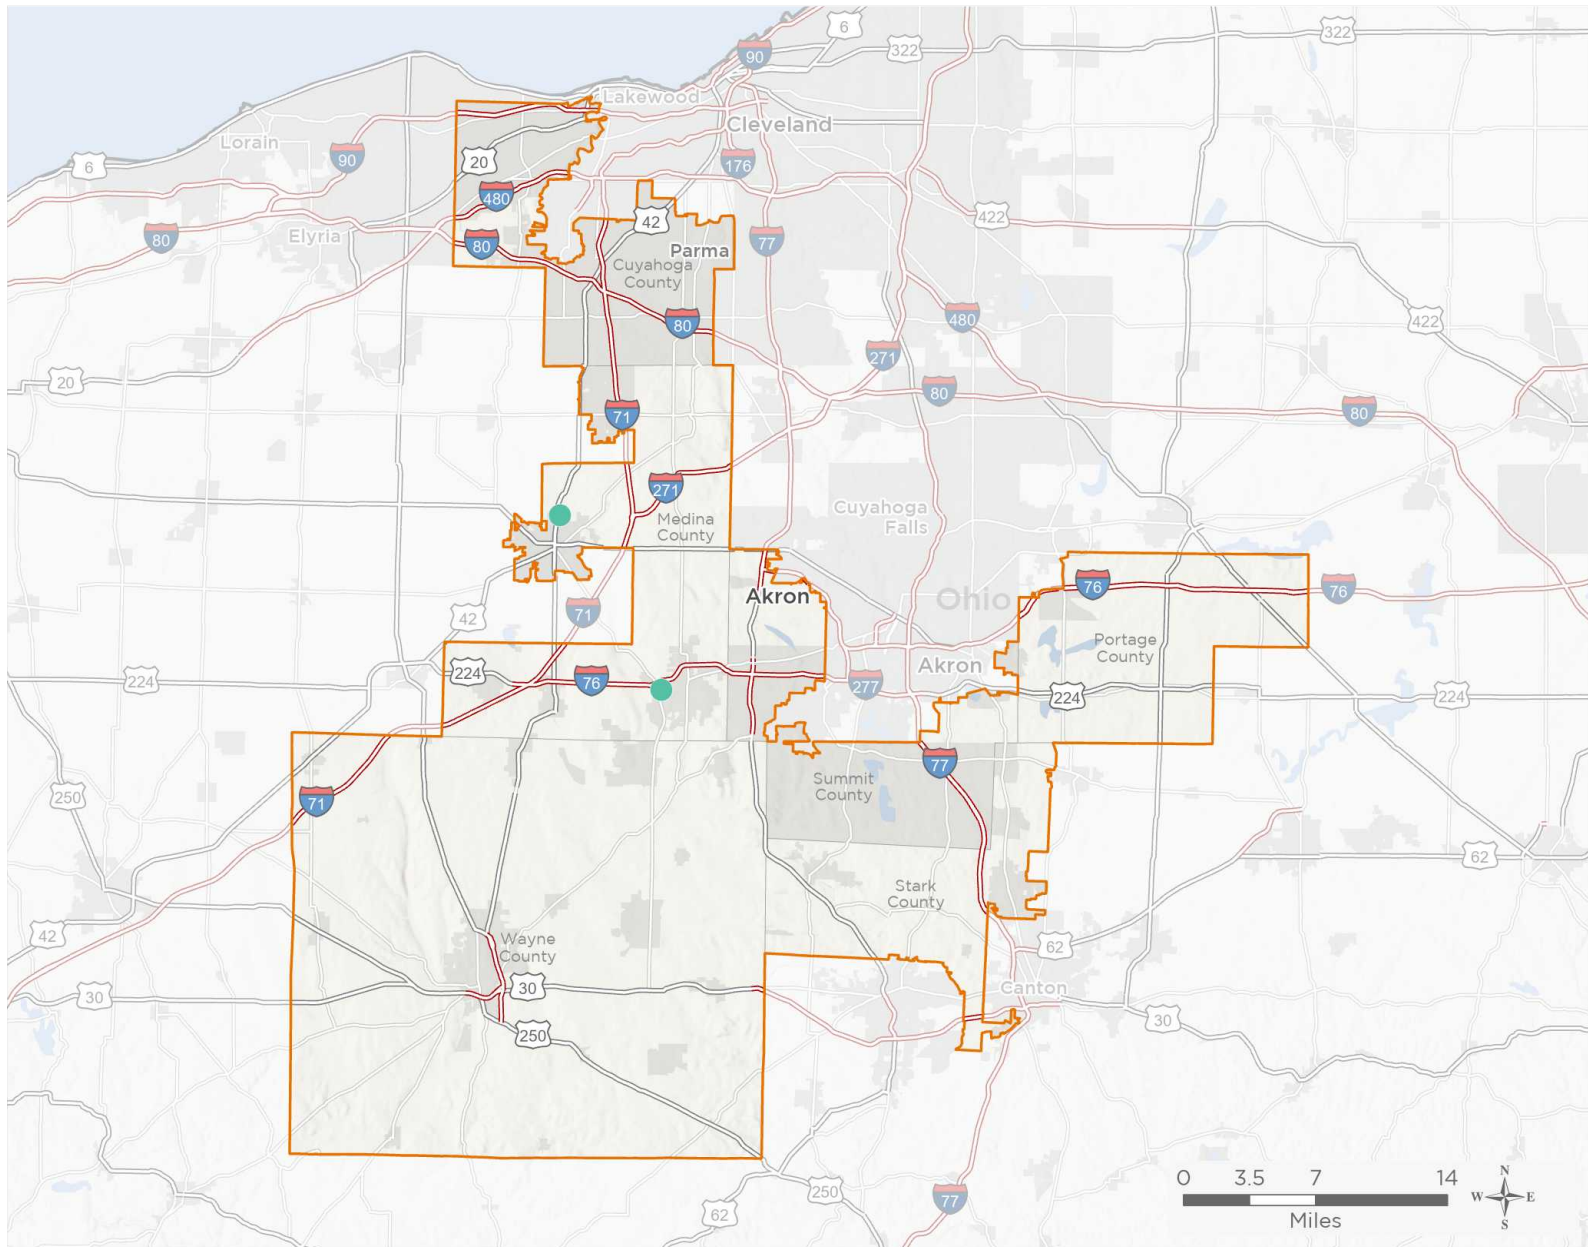 6
90
322
322
Lakewood
Cleveland
Lorain
90
6
20
176
480
422
42
80
Elyria
80
77
Parma
Cuyahoga
County
80
480
422
271
20
80
71
80
271
Cuyahoga
Falls
Medina
County
76
76
Akron
Ohio
71
42
Portage
County
Akron
224
224
76
277
224
224
77
Summit
County
250
71
62
Stark
County
42
Wayne
County
62
30
30
Canton
30
250
0 3.5 7 14
Miles
N
W E
S
250
77
62